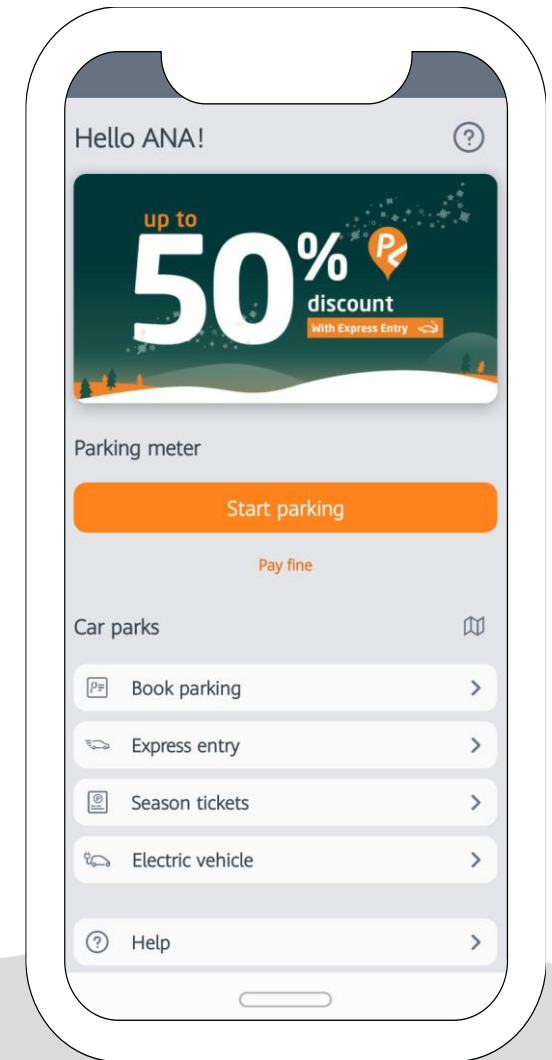 Hello ANA!
up to
50%
discount
With Express Entry
Parking meter
Start parking
Pay fine
Car parks
Book parking
Express entry
Season tickets
Electric vehicle
Help